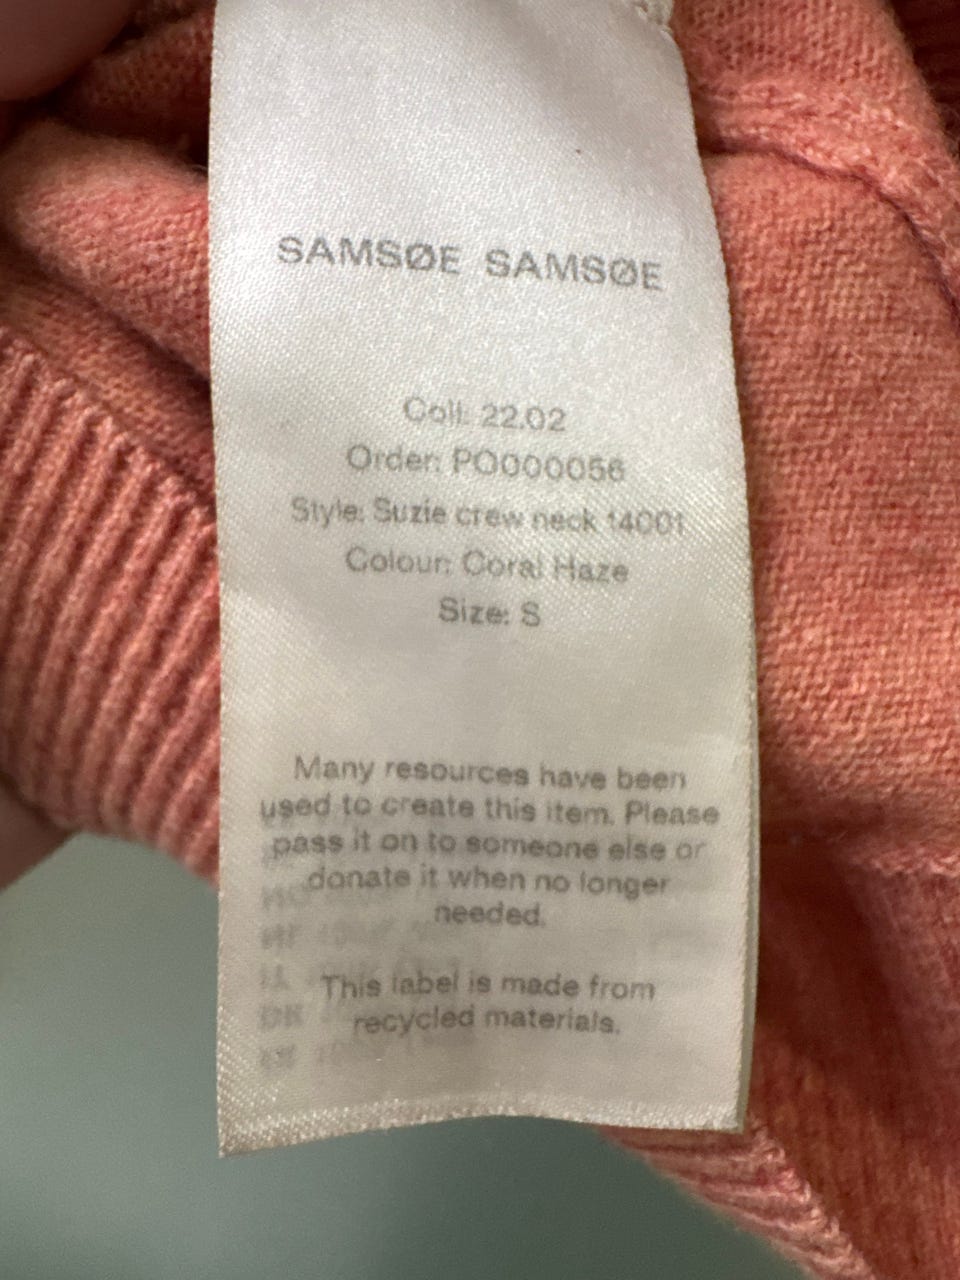 SAMSØE SAMSØE
Coll: 22.02
Order: PO000056
Style: Suzie crew neck 14001
Colour: Coral Haze
Size: S
Many resources have been
used to create this item. Please
pass it on to someone else or
donate it when no longer
needed.
This label is made from
recycled materials.